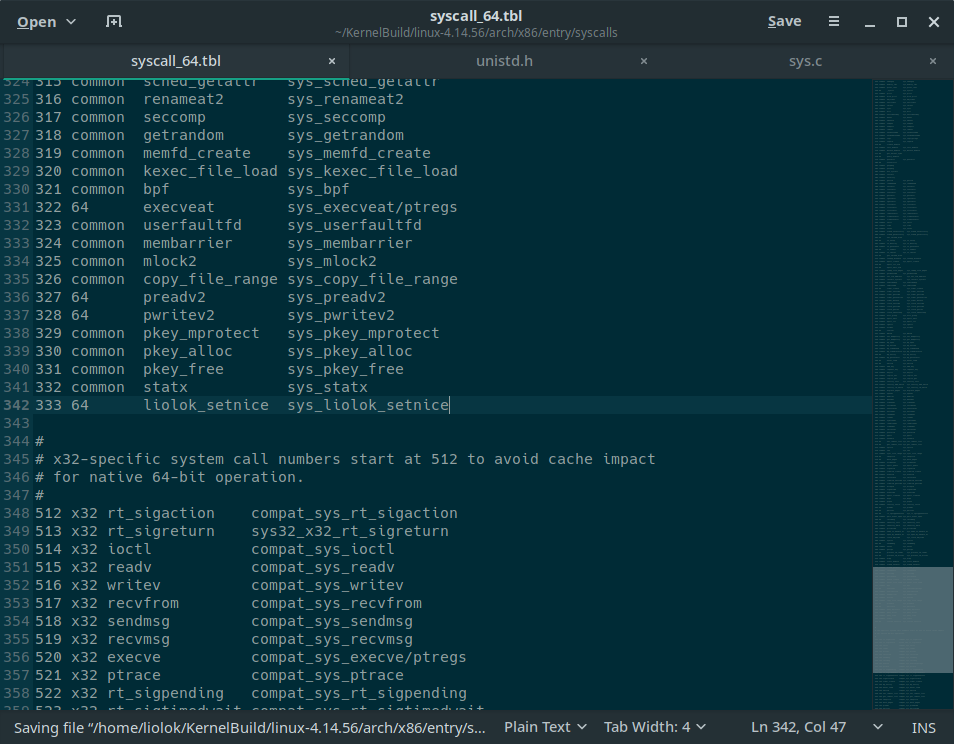 Open
syscall_64.tbl
~/KernelBuild/linux-4.14.56/arch/x86/entry/syscalls
Save
syscall_64.tbl × unistd.h × sys.c ×
324 315 common sched_getattr sys_sched_getattr
325 316 common renameat2 sys_renameat2
326 317 common seccomp sys_seccomp
327 318 common getrandom sys_getrandom
328 319 common memfd_create sys_memfd_create
329 320 common kexec_file_load sys_kexec_file_load
330 321 common bpf sys_bpf
331 322 64 execveat sys_execveat/ptregs
332 323 common userfaultfd sys_userfaultfd
333 324 common membarrier sys_membarrier
334 325 common mlock2 sys_mlock2
335 326 common copy_file_range sys_copy_file_range
336 327 64 preadv2 sys_preadv2
337 328 64 pwritev2 sys_pwritev2
338 329 common pkey_mprotect sys_pkey_mprotect
339 330 common pkey_alloc sys_pkey_alloc
340 331 common pkey_free sys_pkey_free
341 332 common statx sys_statx
342 333 64 liolok_setnice sys_liolok_setnice
343
344 #
345 # x32-specific system call numbers start at 512 to avoid cache impact
346 # for native 64-bit operation.
347 #
348 512 x32 rt_sigaction compat_sys_rt_sigaction
349 513 x32 rt_sigreturn sys32_x32_rt_sigreturn
350 514 x32 ioctl compat_sys_ioctl
351 515 x32 readv compat_sys_readv
352 516 x32 writev compat_sys_writev
353 517 x32 recvfrom compat_sys_recvfrom
354 518 x32 sendmsg compat_sys_sendmsg
355 519 x32 recvmsg compat_sys_recvmsg
356 520 x32 execve compat_sys_execve/ptregs
357 521 x32 ptrace compat_sys_ptrace
358 522 x32 rt_sigpending compat_sys_rt_sigpending
359 523 x32 rt_sigtimedwait compat_sys_rt_sigtimedwait
Saving file “/home/liolok/KernelBuild/linux-4.14.56/arch/x86/entry/s... Plain Text Tab Width: 4 Ln 342, Col 47 INS